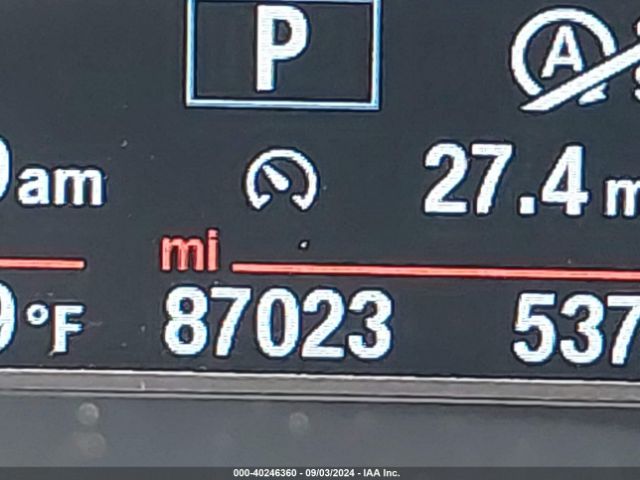 P A
am 27.4
mi
87023 537
°F
000-40246360 - 09/03/2024 - IAA Inc.